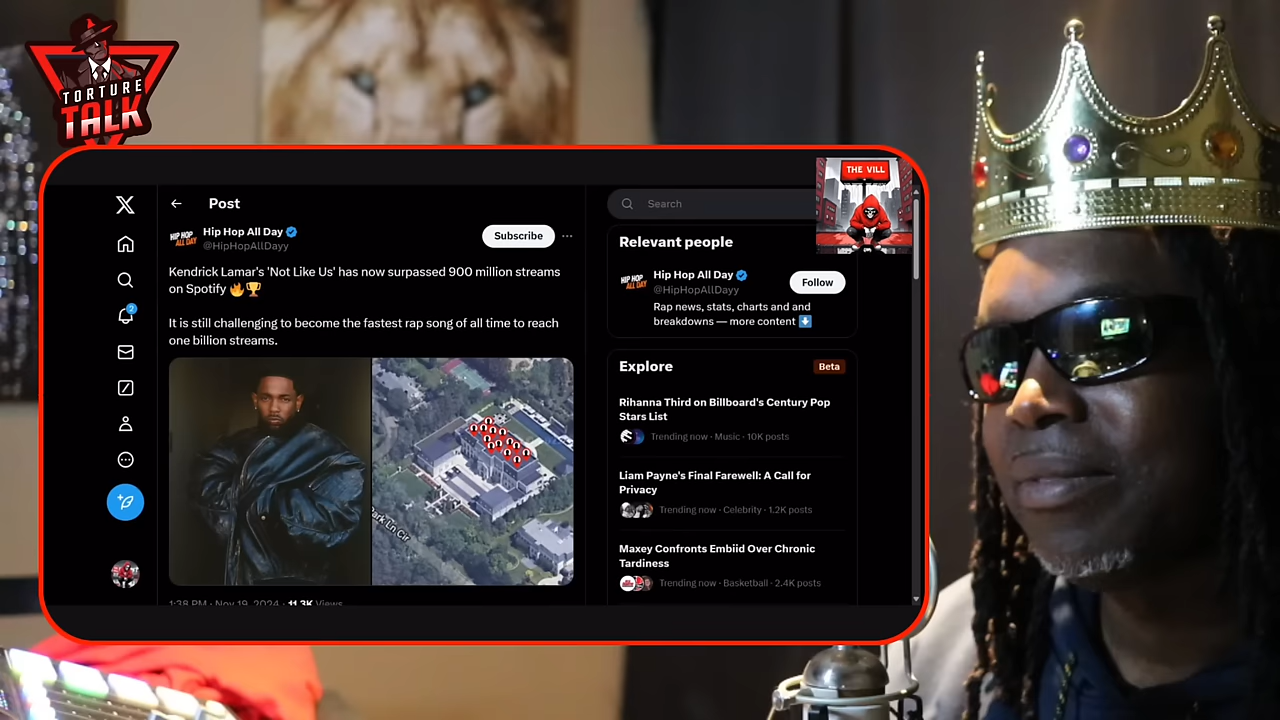 TORTURE
TALK
THE VILL
Post
Search
Hip Hop All Day
@HipHopAllDayy
Subscribe
Kendrick Lamar's 'Not Like Us' has now surpassed 900 million streams
on Spotify 🔥🏆
It is still challenging to become the fastest rap song of all time to reach
one billion streams.
Park Ln Cir
1:38 PM · Nov 19, 2024 · 11.3K Views
2
Relevant people
HIP HOP
ALL DAY
Hip Hop All Day
@HipHopAllDayy
Follow
Rap news, stats, charts and and
breakdowns — more content ⬇️
Explore
Beta
Rihanna Third on Billboard's Century Pop
Stars List
Trending now · Music · 10K posts
Liam Payne's Final Farewell: A Call for
Privacy
Trending now · Celebrity · 1.2K posts
Maxey Confronts Embiid Over Chronic
Tardiness
Trending now · Basketball · 2.4K posts